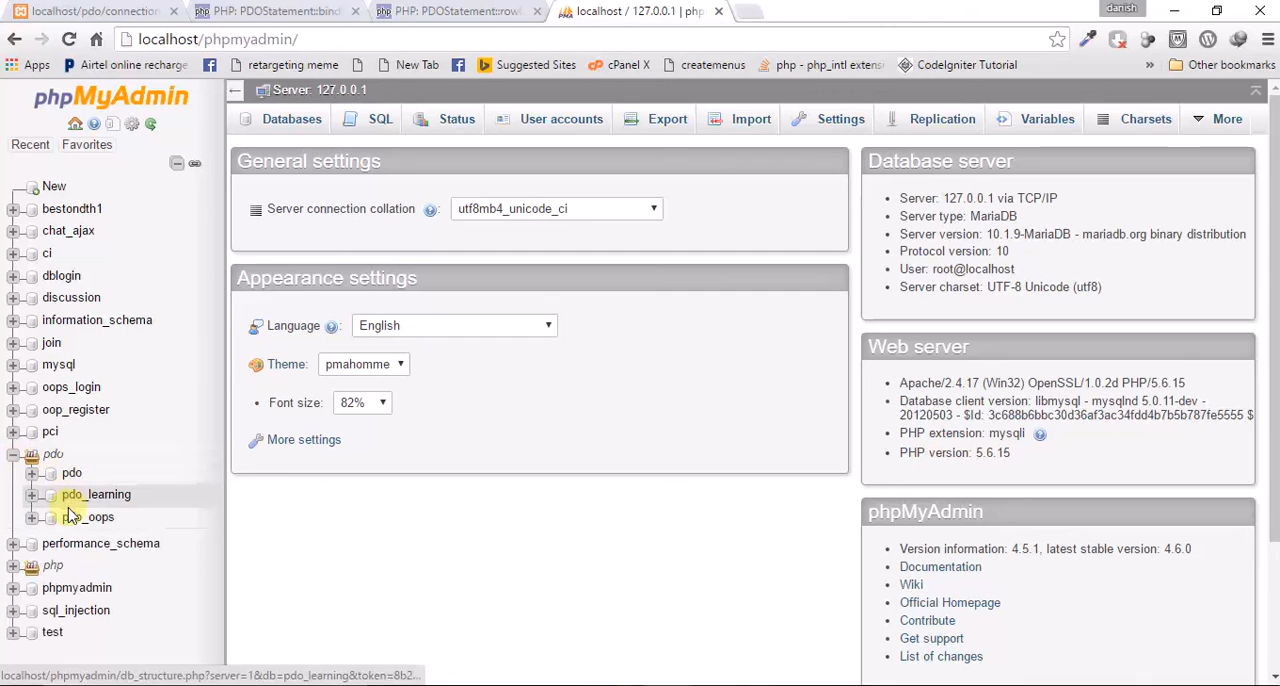 localhost/pdo/connection
PHP: PDOStatement::bind
PHP: PDOStatement::row
localhost / 127.0.0.1 | php
danish
localhost/phpmyadmin/
Apps
Airtel online recharge
retargeting meme
New Tab
Suggested Sites
cPanel X
createmenus
php - php_intl extensi
CodeIgniter Tutorial
»
Other bookmarks
phpMyAdmin
Recent
Favorites
New
bestondth1
chat_ajax
ci
dblogin
discussion
information_schema
join
mysql
oops_login
oop_register
pci
pdo
pdo
pdo_learning
pdo_oops
performance_schema
php
phpmyadmin
sql_injection
test
Server: 127.0.0.1
Databases
SQL
Status
User accounts
Export
Import
Settings
Replication
Variables
Charsets
More
General settings
Server connection collation
:
utf8mb4_unicode_ci
Appearance settings
Language
:
English
Theme:
pmahomme
• Font size:
82%
More settings
Database server
• Server: 127.0.0.1 via TCP/IP
• Server type: MariaDB
• Server version: 10.1.9-MariaDB - mariadb.org binary distribution
• Protocol version: 10
• User: root@localhost
• Server charset: UTF-8 Unicode (utf8)
Web server
• Apache/2.4.17 (Win32) OpenSSL/1.0.2d PHP/5.6.15
• Database client version: libmysql - mysqlnd 5.0.11-dev -
20120503 - $Id: 3c688b6bbc30d36af3ac34fdd4b7b5b787fe5555 $
• PHP extension: mysqli
• PHP version: 5.6.15
phpMyAdmin
• Version information: 4.5.1, latest stable version: 4.6.0
• Documentation
• Wiki
• Official Homepage
• Contribute
• Get support
• List of changes
localhost/phpmyadmin/db_structure.php?server=1&db=pdo_learning&token=8b2...